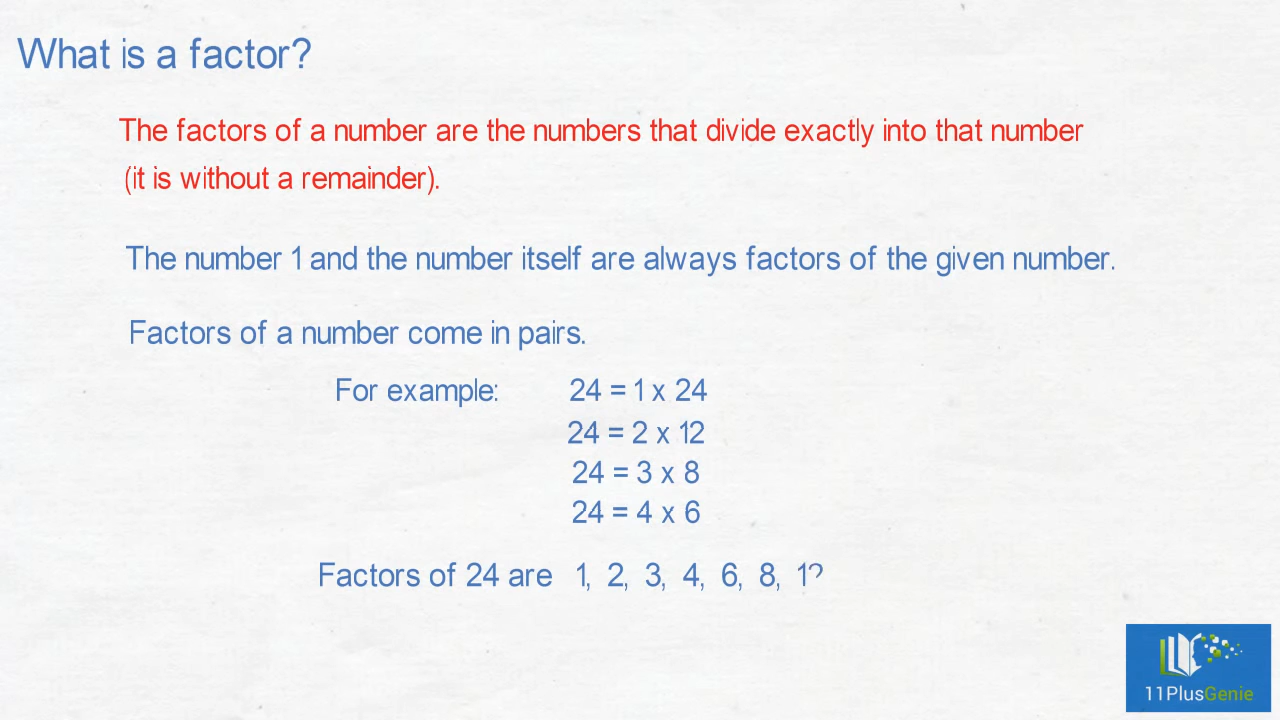 What is a factor?
The factors of a number are the numbers that divide exactly into that number
(it is without a remainder).
The number 1 and the number itself are always factors of the given number.
Factors of a number come in pairs.
For example: 24 = 1 x 24
24 = 2 x 12
24 = 3 x 8
24 = 4 x 6
Factors of 24 are 1, 2, 3, 4, 6, 8,
11PlusGenie